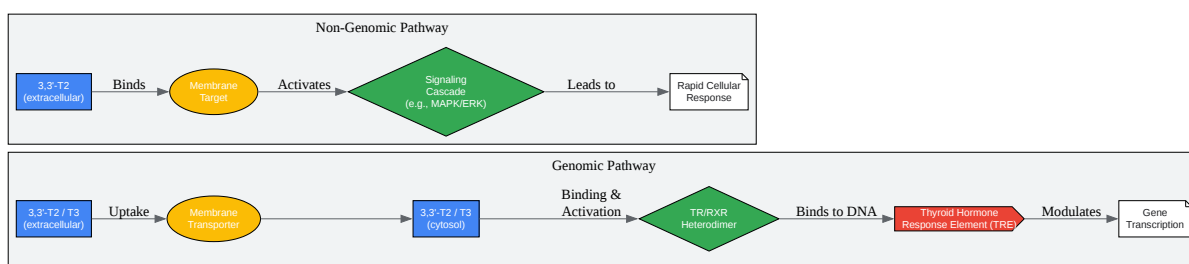 Non-Genomic Pathway
3,3'-T2
(extracellular)
Binds
Membrane
Target
Activates
Signaling
Cascade
(e.g., MAPK/ERK)
Leads to
Rapid Cellular
Response
Genomic Pathway
3,3'-T2 / T3
(extracellular)
Uptake
Membrane
Transporter
3,3'-T2 / T3
(cytosol)
Binding &
Activation
TR/RXR
Heterodimer
Binds to DNA
Thyroid Hormone
Response Element (TRE)
Modulates
Gene
Transcription